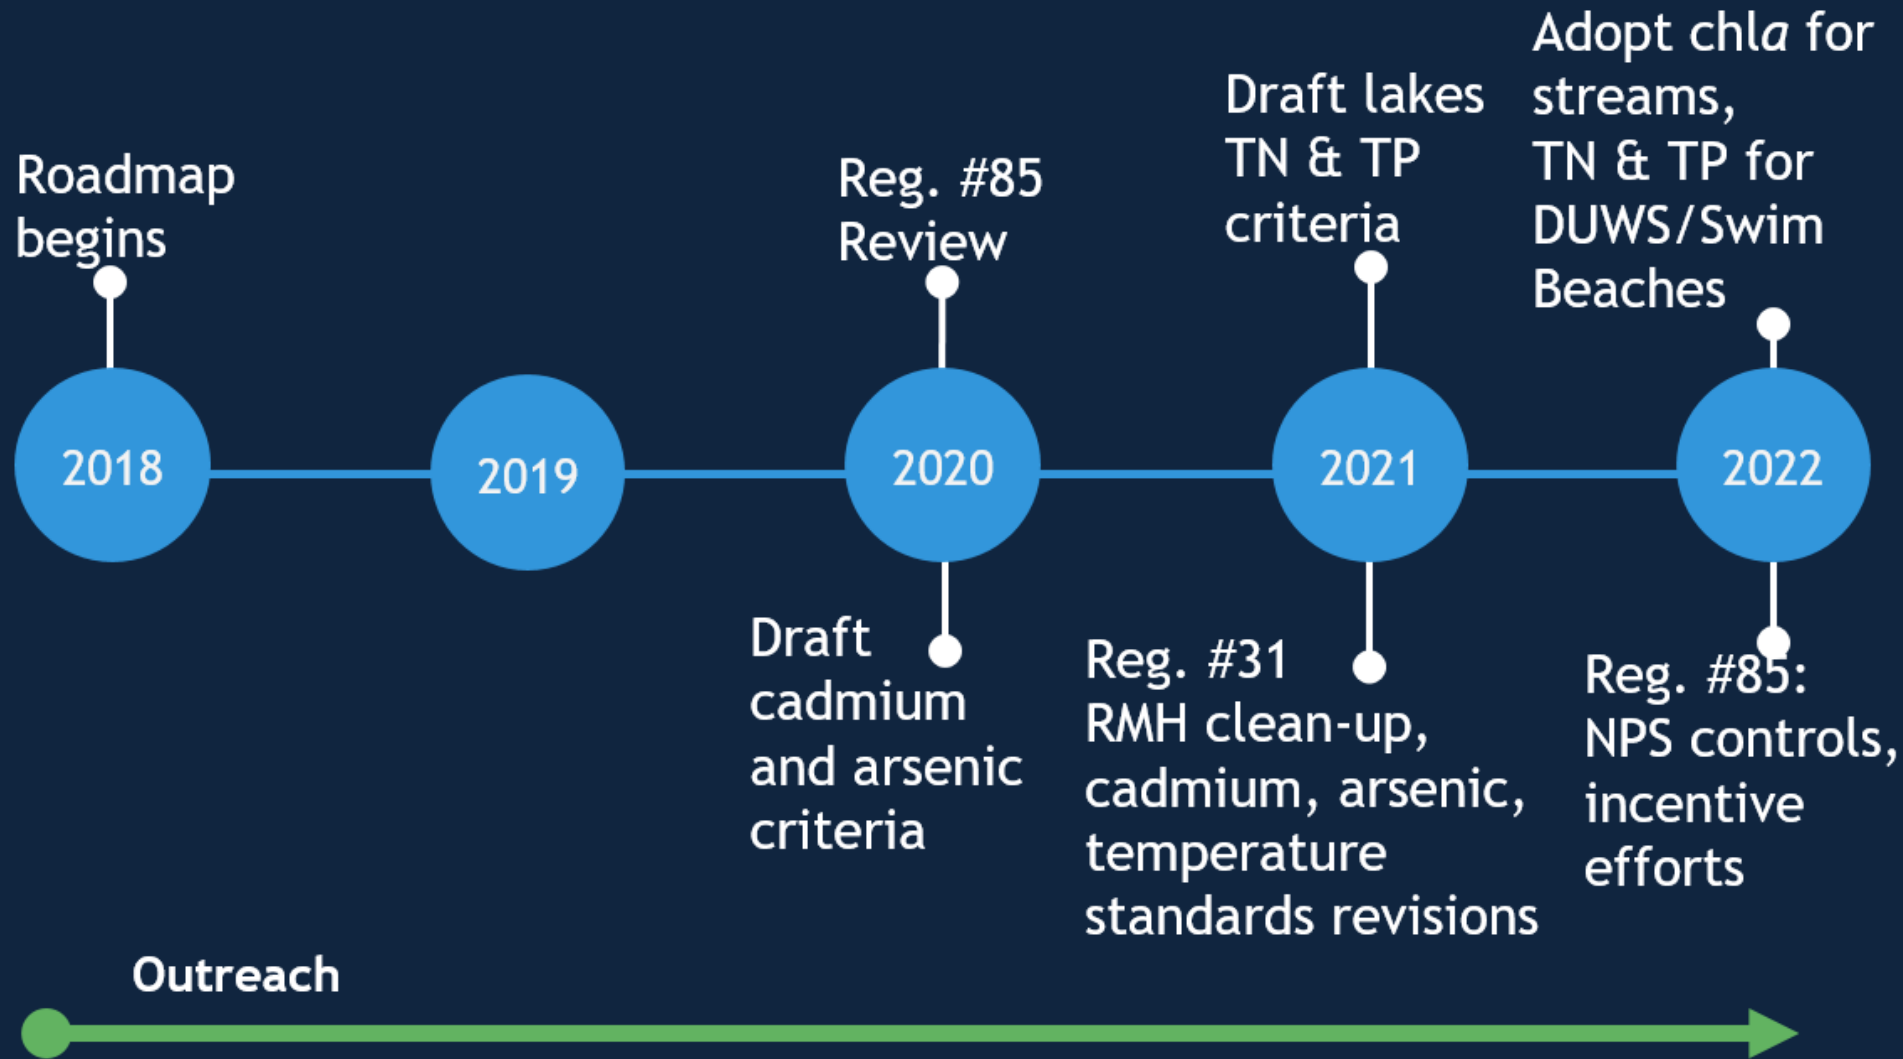 Roadmap
begins
Reg. #85
Review
Draft lakes
TN & TP
criteria
Adopt chla for
streams,
TN & TP for
DUWS/Swim
Beaches
2018
2019
2020
2021
2022
Draft
cadmium
and arsenic
criteria
Reg. #31
RMH clean-up,
cadmium, arsenic,
temperature
standards revisions
Reg. #85:
NPS controls,
incentive
efforts
Outreach